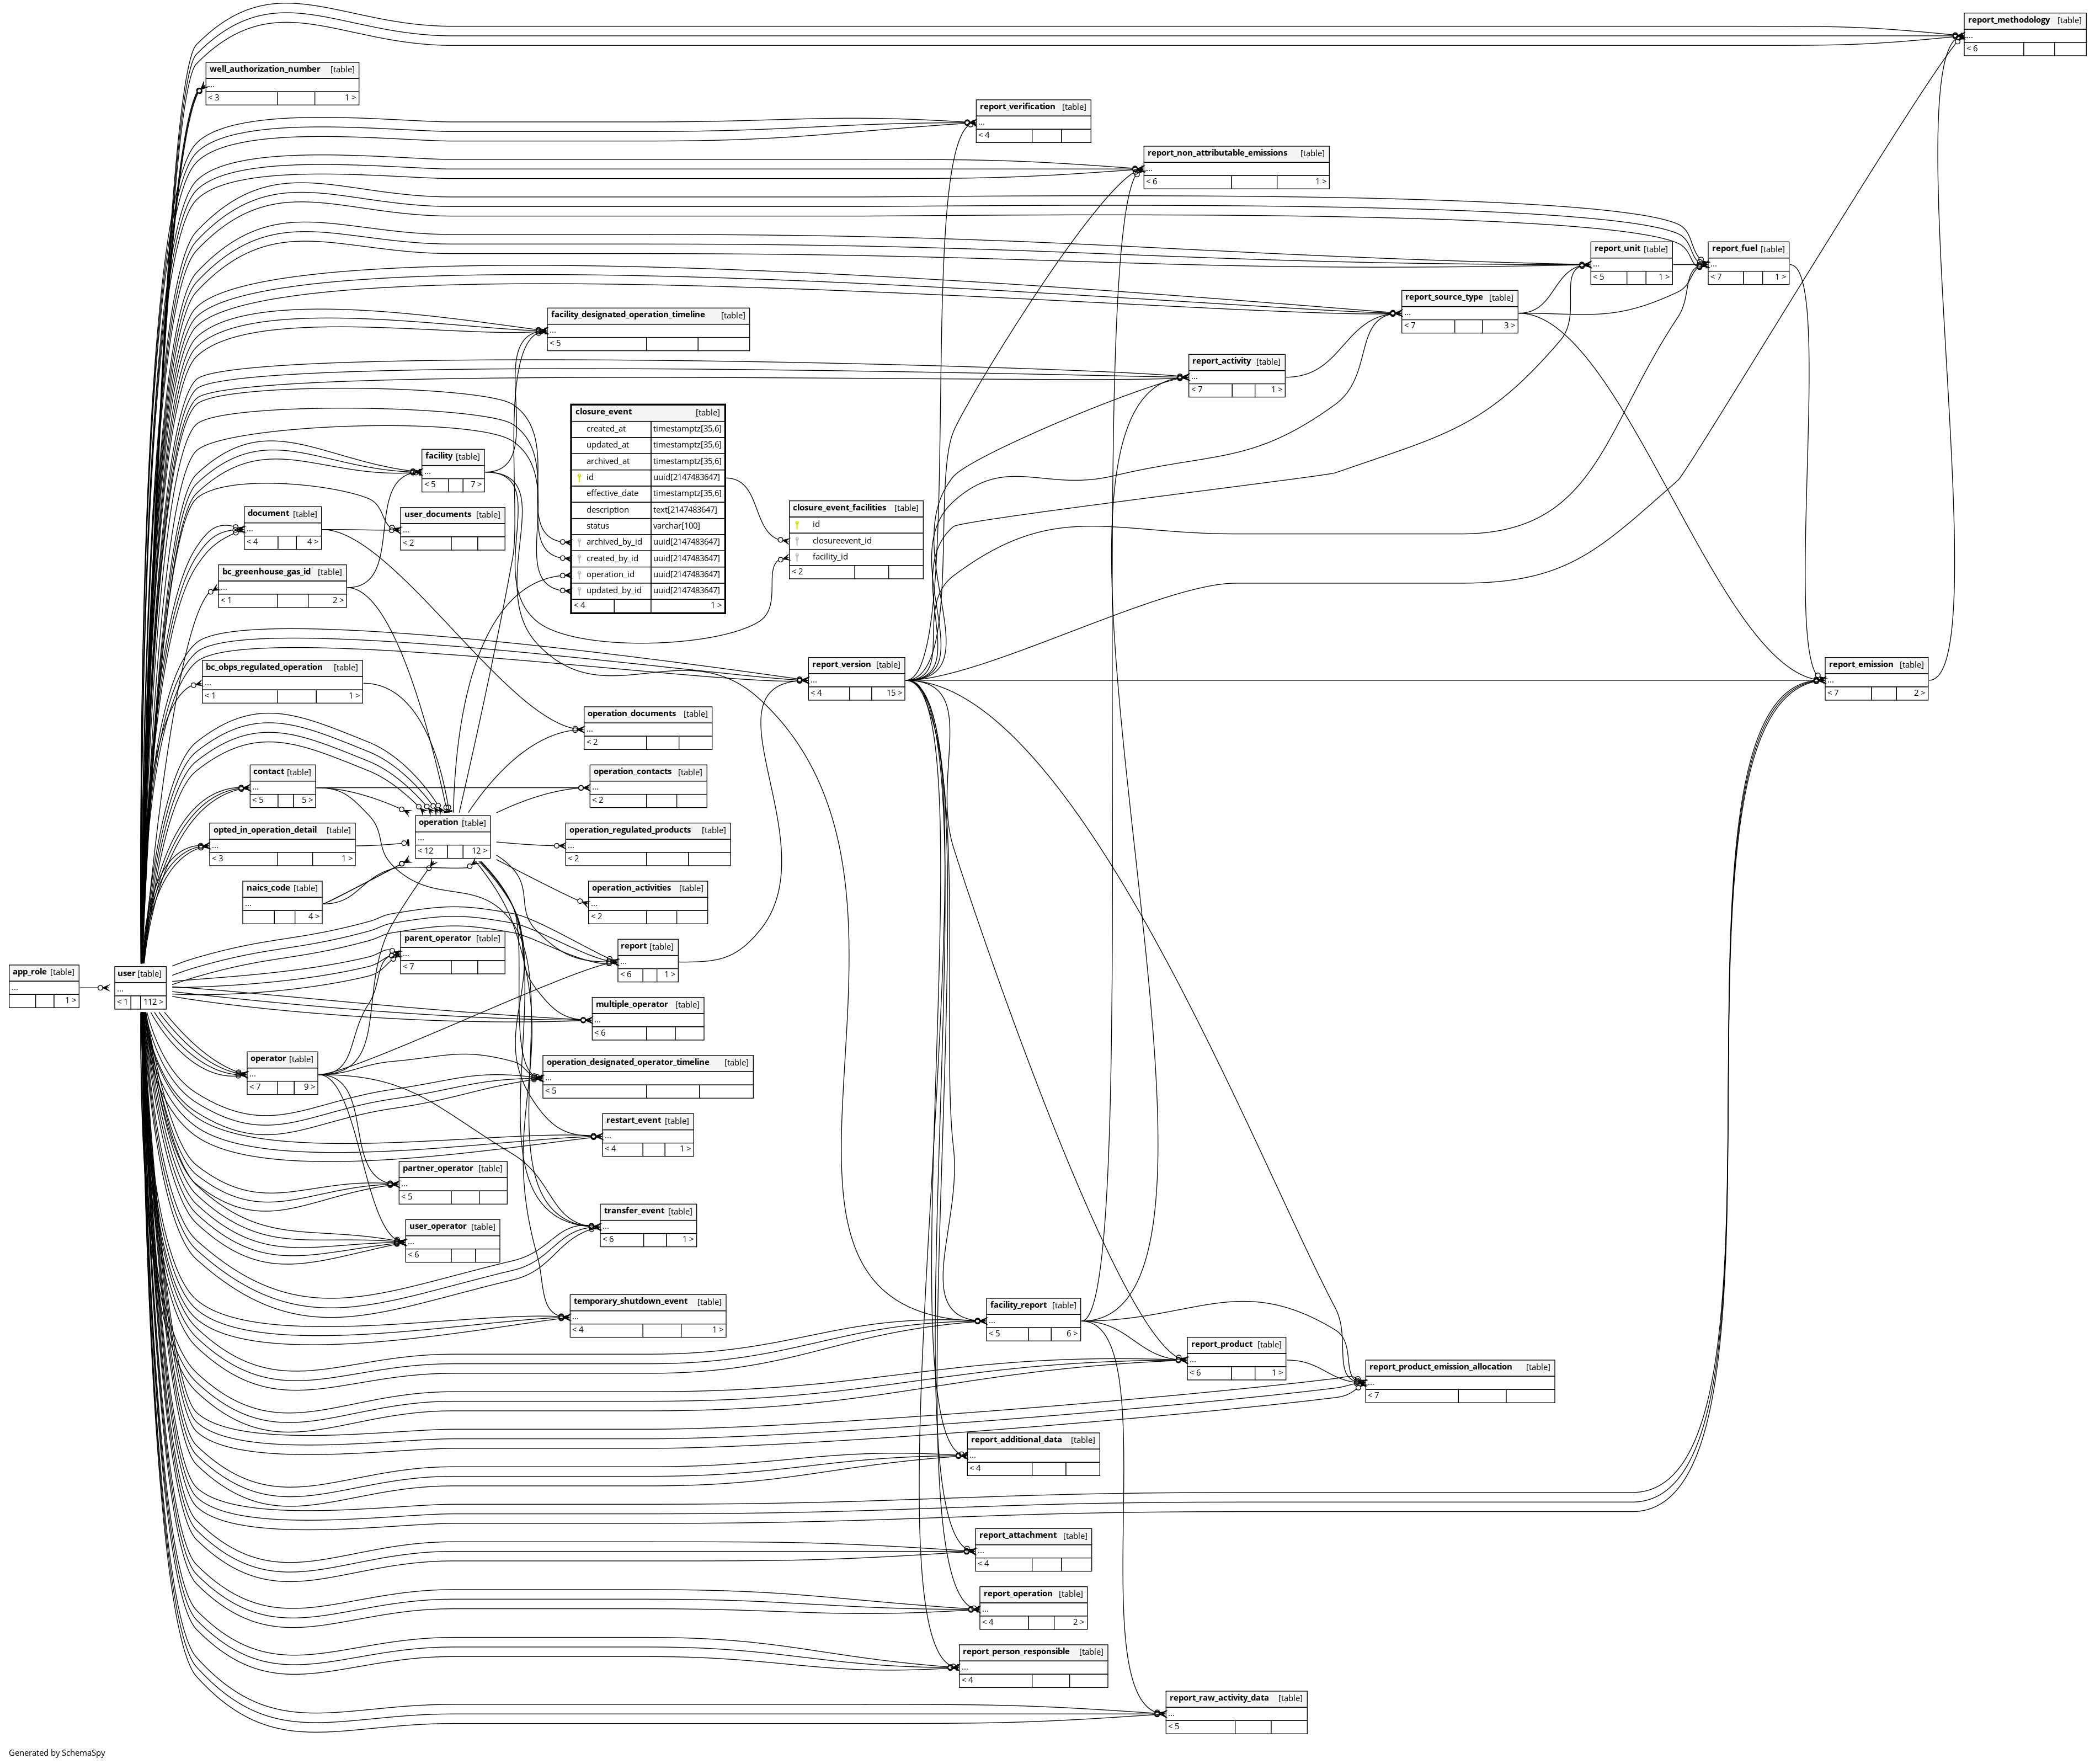 report_methodology [table]
...
< 6
well_authorization_number [table]
...
< 3 1 >
report_verification [table]
...
< 4
report_non_attributable_emissions [table]
...
< 6 1 >
report_unit [table]
...
< 5 1 >
report_fuel [table]
...
< 7 1 >
report_source_type [table]
...
< 7 3 >
facility_designated_operation_timeline [table]
...
< 5
report_activity [table]
...
< 7 1 >
closure_event [table]
created_at timestamptz[35,6]
updated_at timestamptz[35,6]
archived_at timestamptz[35,6]
id uuid[2147483647]
effective_date timestamptz[35,6]
description text[2147483647]
status varchar[100]
archived_by_id uuid[2147483647]
created_by_id uuid[2147483647]
operation_id uuid[2147483647]
updated_by_id uuid[2147483647]
< 4 1 >
facility [table]
...
< 5 7 >
closure_event_facilities [table]
id
closureevent_id
facility_id
< 2
document [table]
...
< 4 4 >
user_documents [table]
...
< 2
bc_greenhouse_gas_id [table]
...
< 1 2 >
bc_obps_regulated_operation [table]
...
< 1 1 >
report_version [table]
...
< 4 15 >
report_emission [table]
...
< 7 2 >
operation_documents [table]
...
< 2
contact [table]
...
< 5 5 >
operation_contacts [table]
...
< 2
operation [table]
...
< 12 12 >
opted_in_operation_detail [table]
...
< 3 1 >
operation_regulated_products [table]
...
< 2
naics_code [table]
...
4 >
operation_activities [table]
...
< 2
parent_operator [table]
...
< 7
report [table]
...
< 6 1 >
app_role [table]
...
1 >
user [table]
...
< 1 112 >
multiple_operator [table]
...
< 6
operator [table]
...
< 7 9 >
operation_designated_operator_timeline [table]
...
< 5
restart_event [table]
...
< 4 1 >
partner_operator [table]
...
< 5
user_operator [table]
...
< 6
transfer_event [table]
...
< 6 1 >
temporary_shutdown_event [table]
...
< 4 1 >
facility_report [table]
...
< 5 6 >
report_product [table]
...
< 6 1 >
report_product_emission_allocation [table]
...
< 7
report_additional_data [table]
...
< 4
report_attachment [table]
...
< 4
report_operation [table]
...
< 4 2 >
report_person_responsible [table]
...
< 4
report_raw_activity_data [table]
...
< 5
Generated by SchemaSpy